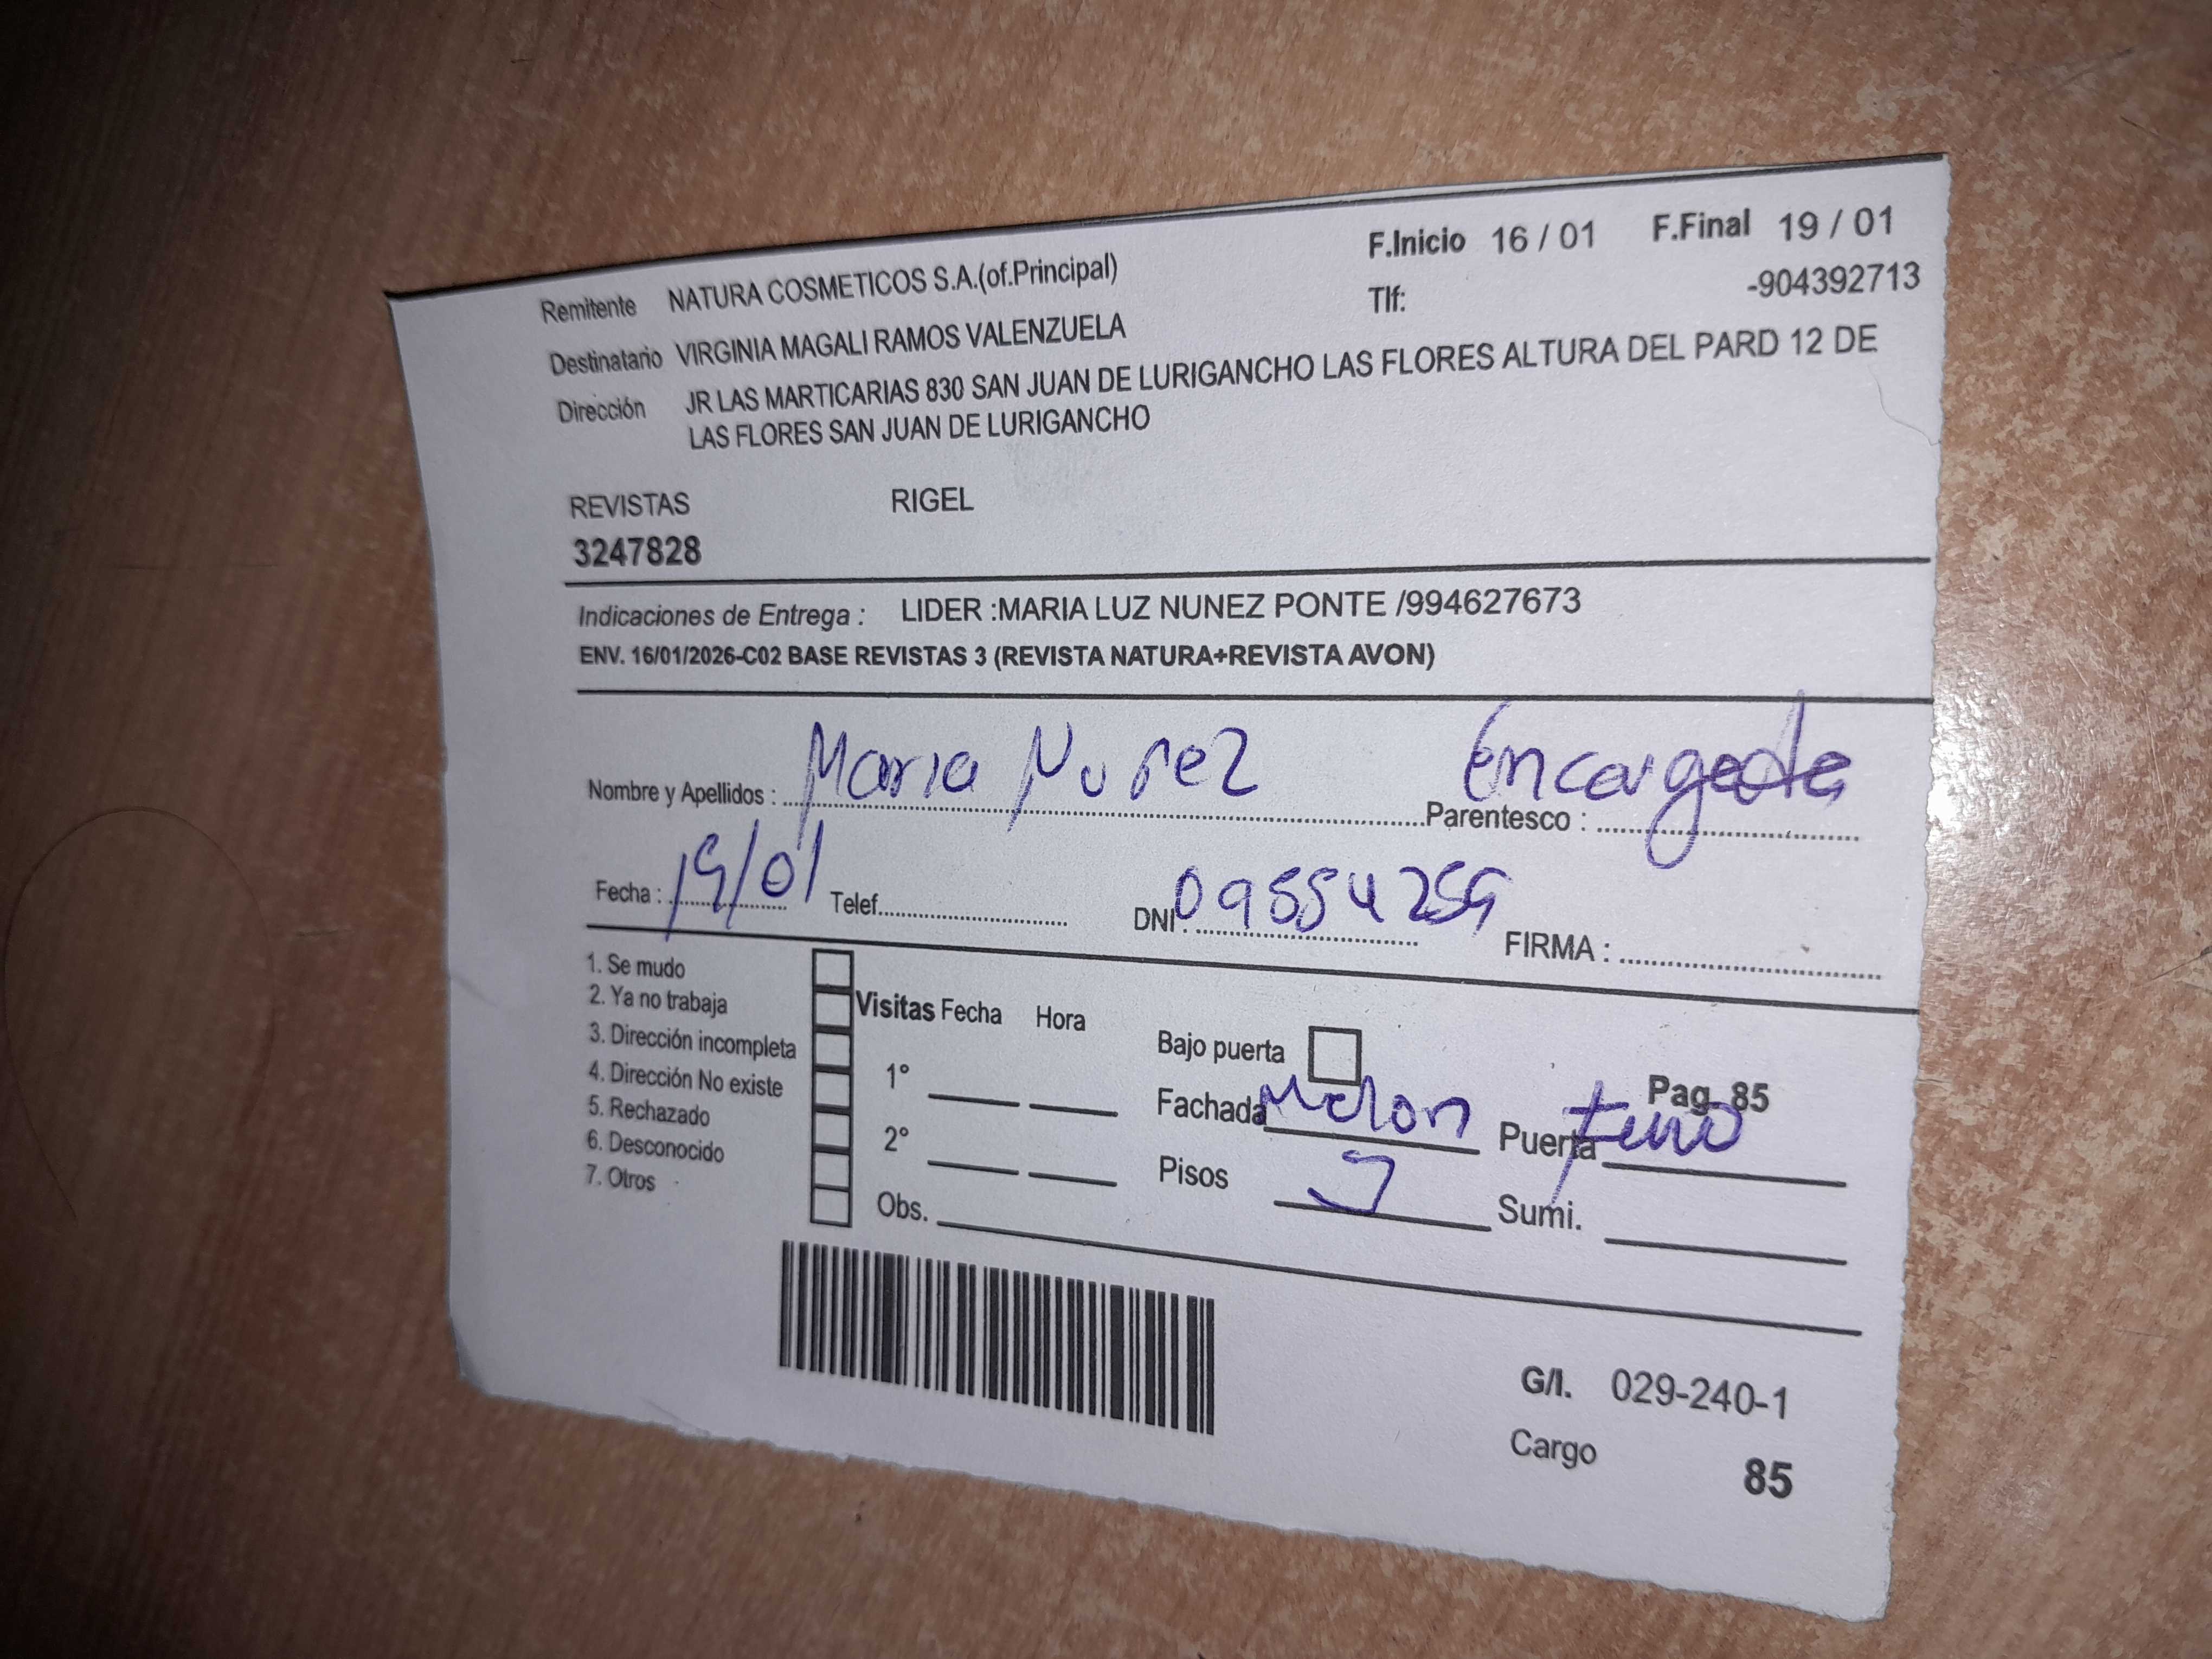 F.Inicio 16 / 01 F.Final 19 / 01
Remitente NATURA COSMETICOS S.A.(of.Principal) Tlf: -904392713
Destinatario VIRGINIA MAGALI RAMOS VALENZUELA
Dirección JR LAS MARTICARIAS 830 SAN JUAN DE LURIGANCHO LAS FLORES ALTURA DEL PARD 12 DE
LAS FLORES SAN JUAN DE LURIGANCHO
REVISTAS RIGEL
3247828
Indicaciones de Entrega : LIDER :MARIA LUZ NUNEZ PONTE /994627673
ENV. 16/01/2026-C02 BASE REVISTAS 3 (REVISTA NATURA+REVISTA AVON)
Nombre y Apellidos : Maria Nuñez Parentesco : Encargada
Fecha : 19/01 Telef. DNI. 09554259 FIRMA :
1. Se mudo
2. Ya no trabaja Visitas Fecha Hora
3. Dirección incompleta Bajo puerta
4. Dirección No existe 1° Pag. 85
5. Rechazado Fachada Melon Puerta
6. Desconocido 2° Pisos Sumi.
7. Otros Obs.
G/I. 029-240-1
Cargo 85